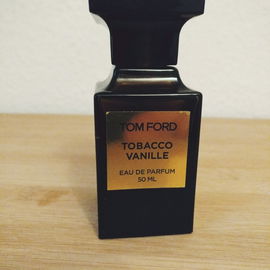 TOM FORD
TOBACCO
VANILLE
EAU DE PARFUM
50 ML